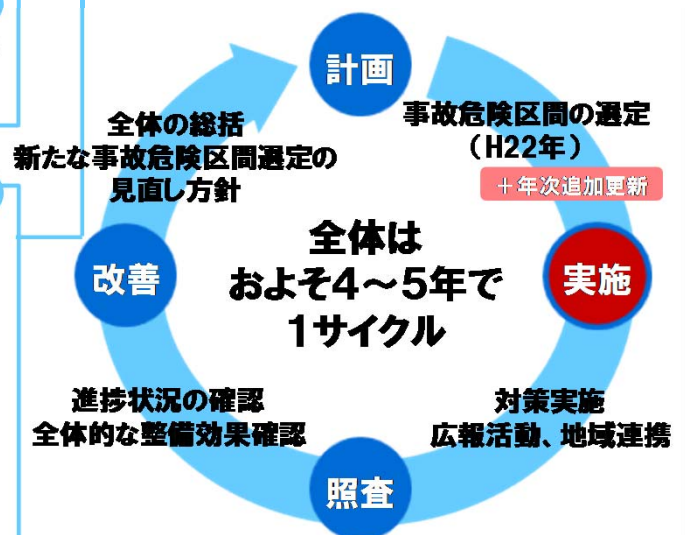 計画
事故危険区間の選定
（H22年）
＋年次追加更新
実施
対策実施
広報活動、地域連携
照査
進捗状況の確認
全体的な整備効果確認
改善
全体の総括
新たな事故危険区間選定の
見直し方針
全体は
およそ4～5年で
1サイクル